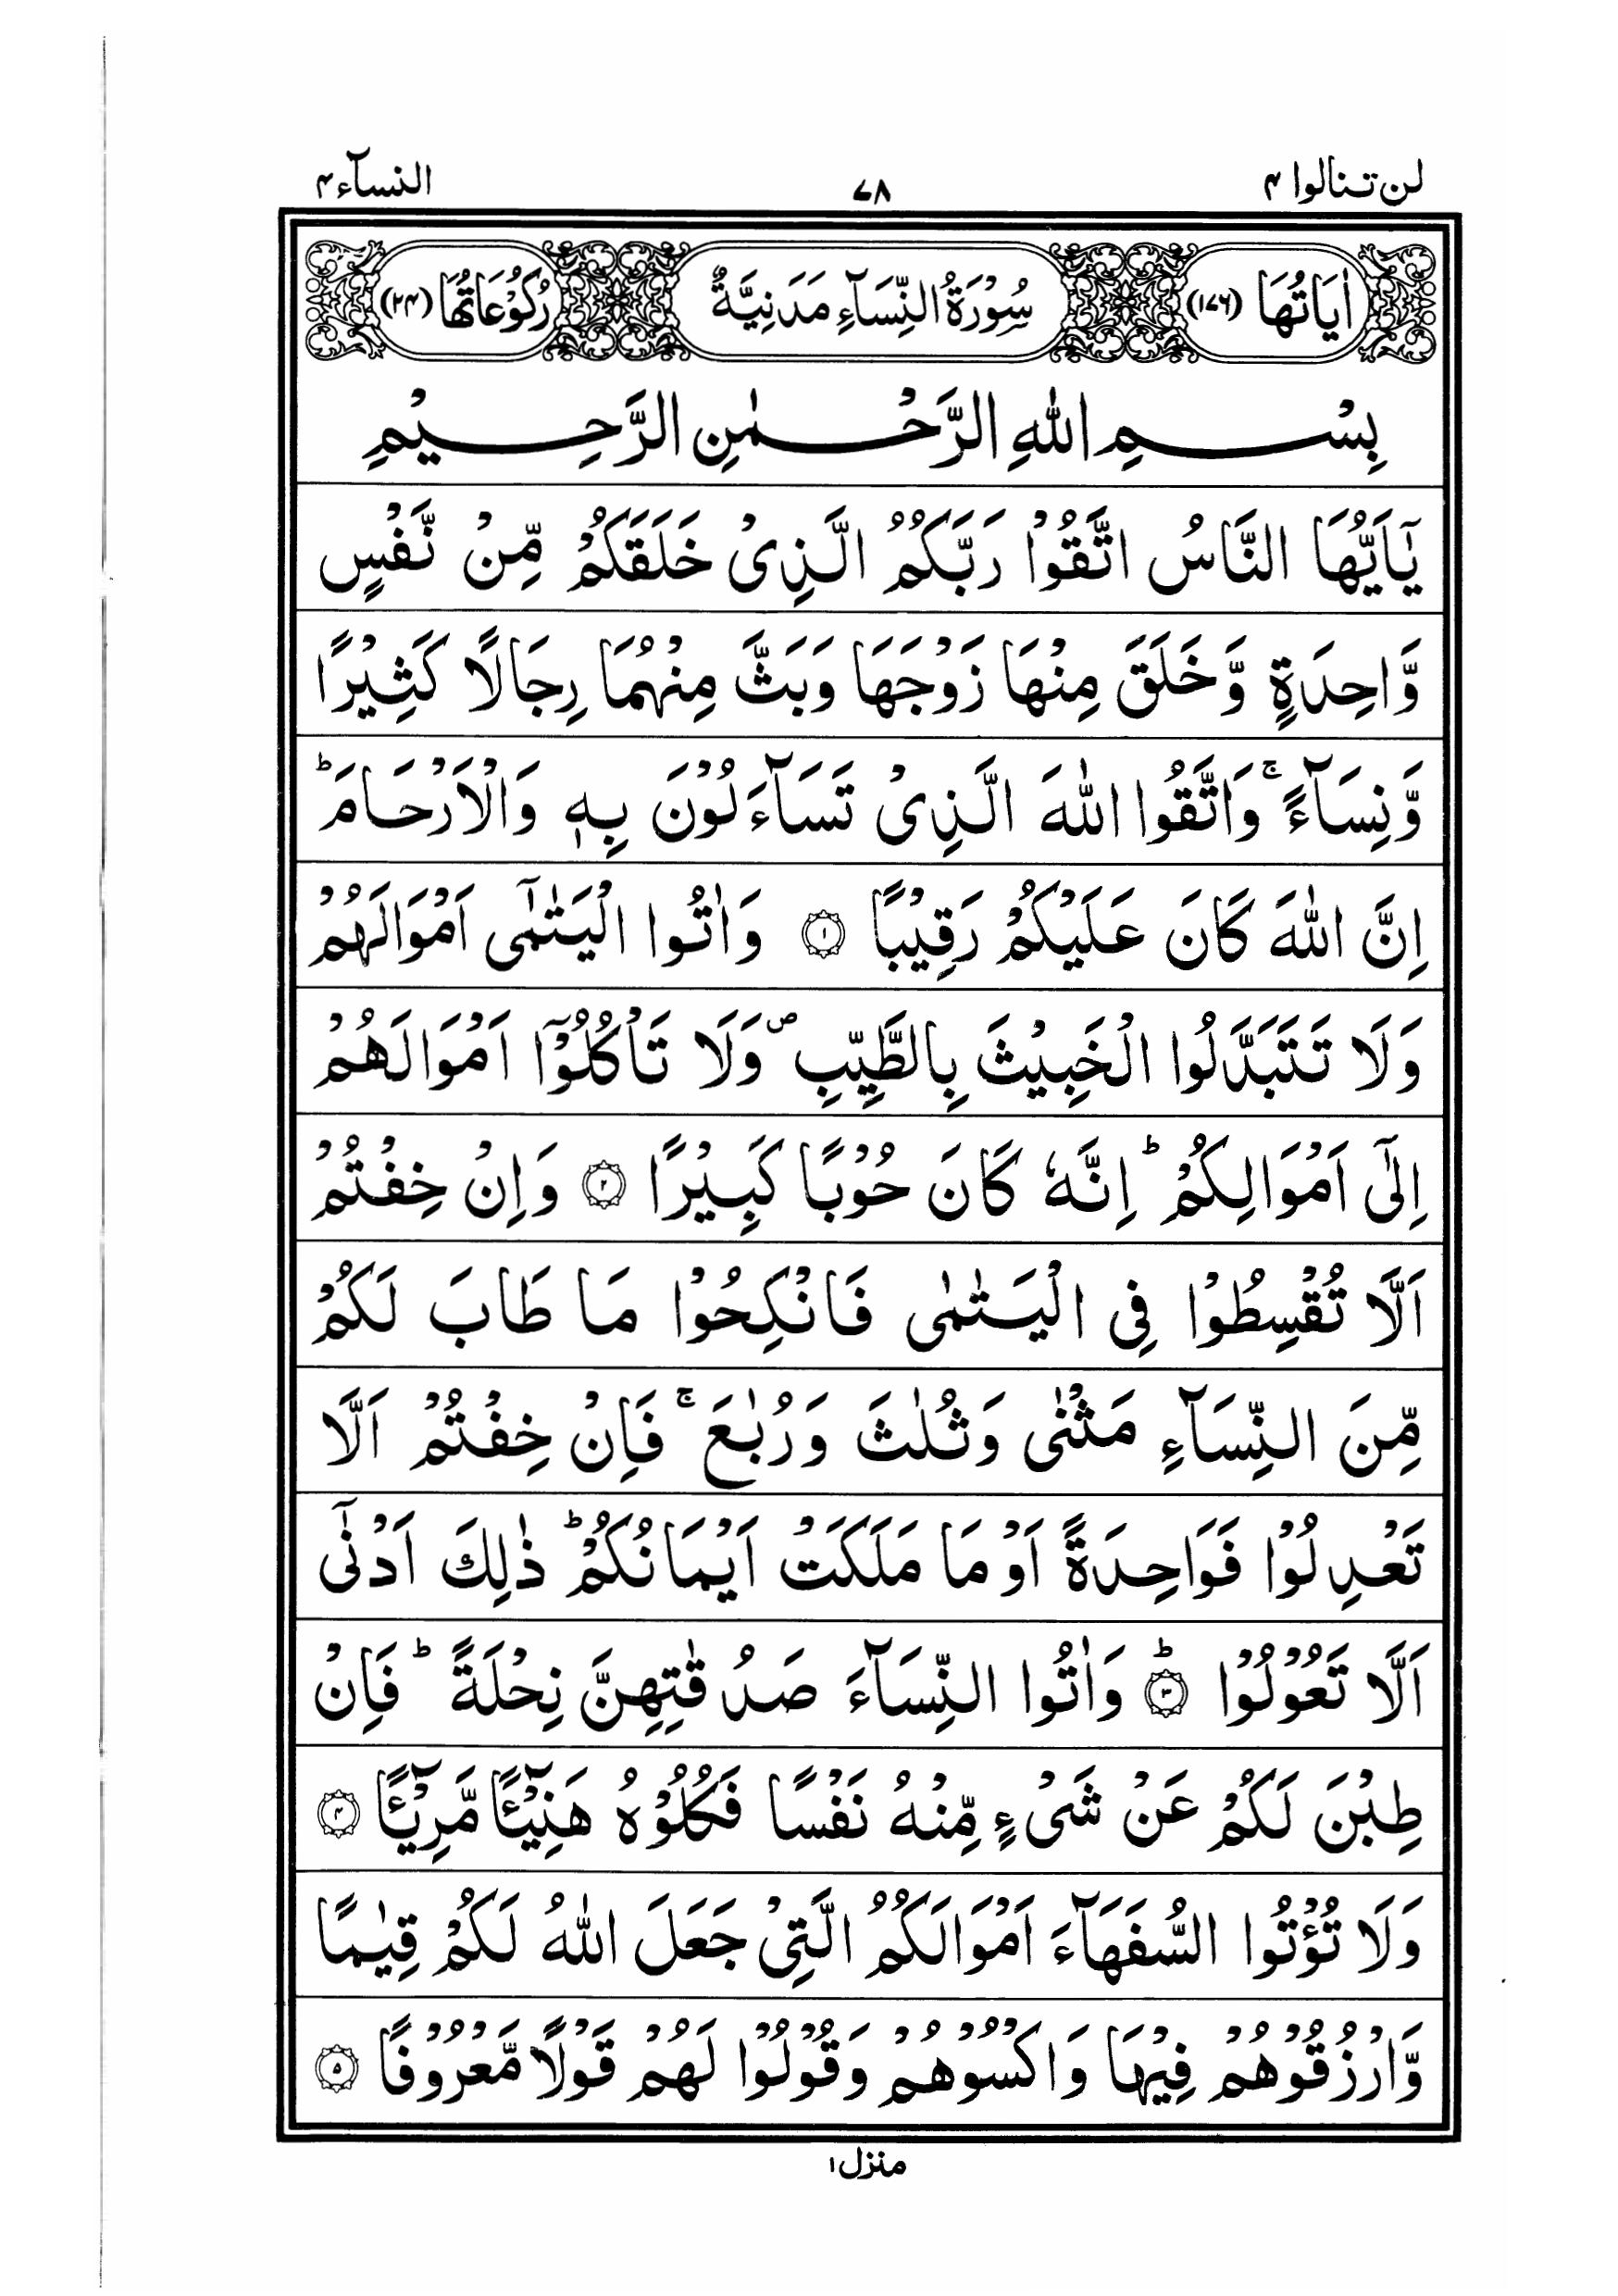 لن تنالوا ۴
۷۸
النسآء ۴
اٰيَاتُهَا (۱۷۶)
سُوْرَةُ النِّسَآءِ مَدَنِيَّةٌ
رُكُوْعَاتُهَا (۲۴)
بِسْمِ اللّٰهِ الرَّحْمٰنِ الرَّحِيْمِ
يٰۤاَيُّهَا النَّاسُ اتَّقُوْا رَبَّكُمُ الَّذِىْ خَلَقَكُمْ مِّنْ نَّفْسٍ
وَّاحِدَةٍ وَّخَلَقَ مِنْهَا زَوْجَهَا وَبَثَّ مِنْهُمَا رِجَالًا كَثِيْرًا
وَّنِسَآءً ۚ وَاتَّقُوا اللّٰهَ الَّذِىْ تَسَآءَلُوْنَ بِهٖ وَالْاَرْحَامَ ؕ
اِنَّ اللّٰهَ كَانَ عَلَيْكُمْ رَقِيْبًا ۱ وَاٰتُوا الْيَتٰمٰۤى اَمْوَالَهُمْ
وَلَا تَتَبَدَّلُوا الْخَبِيْثَ بِالطَّيِّبِ ۪ وَلَا تَاْكُلُوْۤا اَمْوَالَهُمْ
اِلٰٓى اَمْوَالِكُمْ ؕ اِنَّهٗ كَانَ حُوْبًا كَبِيْرًا ۲ وَاِنْ خِفْتُمْ
اَلَّا تُقْسِطُوْا فِى الْيَتٰمٰى فَانْكِحُوْا مَا طَابَ لَكُمْ
مِّنَ النِّسَآءِ مَثْنٰى وَثُلٰثَ وَرُبٰعَ ۚ فَاِنْ خِفْتُمْ اَلَّا
تَعْدِلُوْا فَوَاحِدَةً اَوْ مَا مَلَكَتْ اَيْمَانُكُمْ ؕ ذٰلِكَ اَدْنٰٓى
اَلَّا تَعُوْلُوْا ؕ ۳ وَاٰتُوا النِّسَآءَ صَدُقٰتِهِنَّ نِحْلَةً ؕ فَاِنْ
طِبْنَ لَكُمْ عَنْ شَىْءٍ مِّنْهُ نَفْسًا فَكُلُوْهُ هَنِيْٓئًا مَّرِيْٓئًا ۴
وَلَا تُؤْتُوا السُّفَهَآءَ اَمْوَالَكُمُ الَّتِىْ جَعَلَ اللّٰهُ لَكُمْ قِيٰمًا
وَّارْزُقُوْهُمْ فِيْهَا وَاكْسُوْهُمْ وَقُوْلُوْا لَهُمْ قَوْلًا مَّعْرُوْفًا ۵
منزل ۱